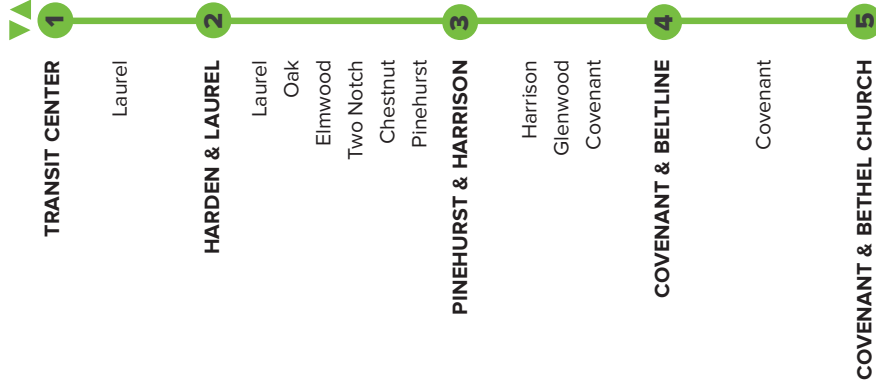 1
TRANSIT CENTER
Laurel
2
HARDEN & LAUREL
Laurel
Oak
Elmwood
Two Notch
Chestnut
Pinehurst
3
PINEHURST & HARRISON
Harrison
Glenwood
Covenant
4
COVENANT & BELTLINE
Covenant
5
COVENANT & BETHEL CHURCH